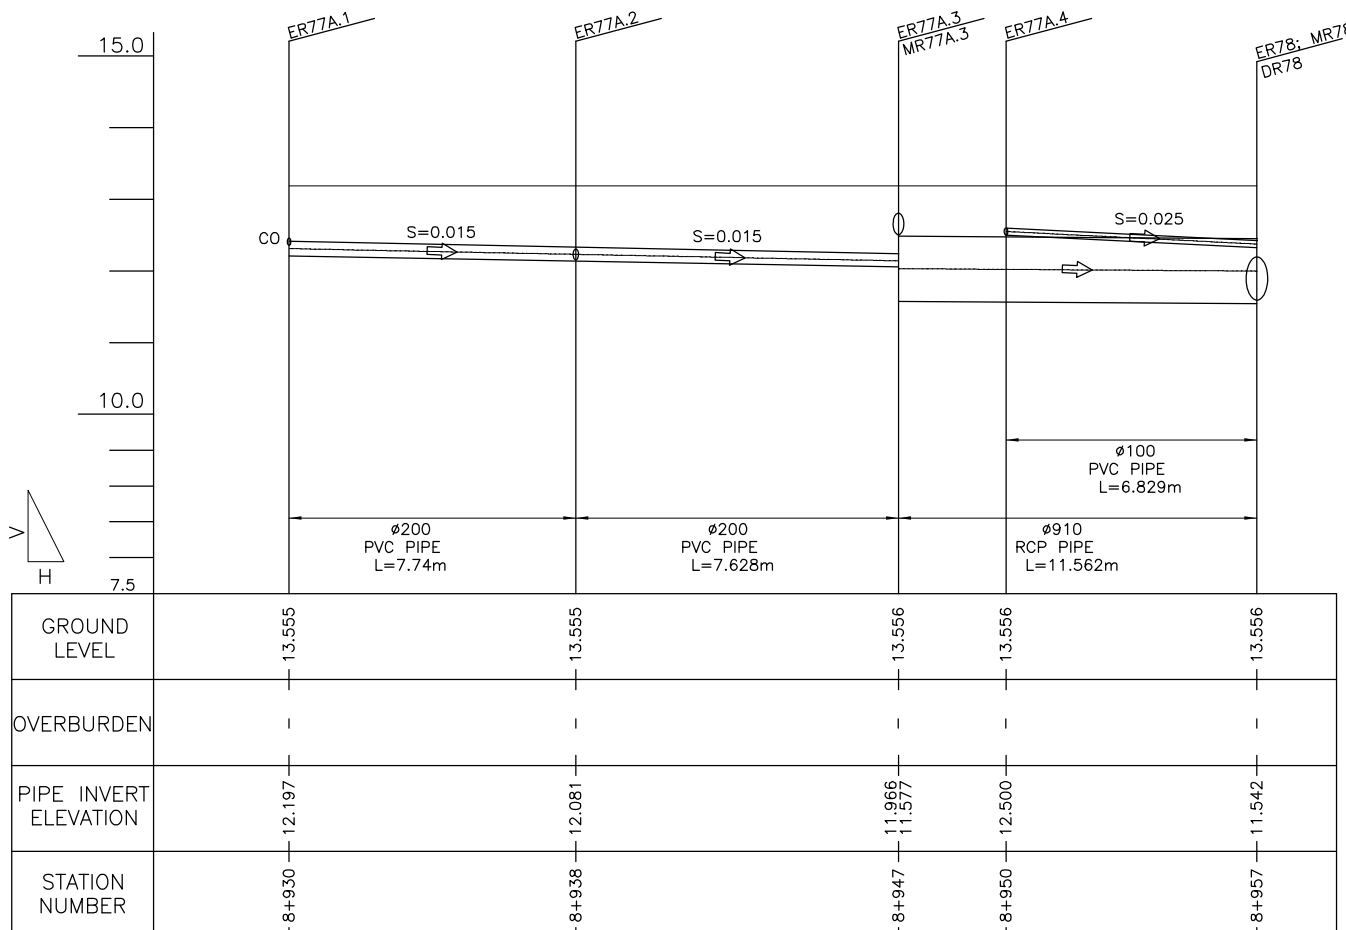 ER77A.1
ER77A.2
ER77A.3
MR77A.3
ER77A.4
ER78; MR78
DR78
15.0
10.0
7.5
CO
S=0.015
S=0.015
S=0.025
ø100
PVC PIPE
L=6.829m
ø200
PVC PIPE
L=7.74m
ø200
PVC PIPE
L=7.628m
ø910
RCP PIPE
L=11.562m
V
H
GROUND
LEVEL
13.555
13.555
13.556
13.556
13.556
OVERBURDEN
-
-
-
-
-
PIPE INVERT
ELEVATION
12.197
12.081
11.966
11.577
12.500
11.542
STATION
NUMBER
8+930
8+938
8+947
8+950
8+957